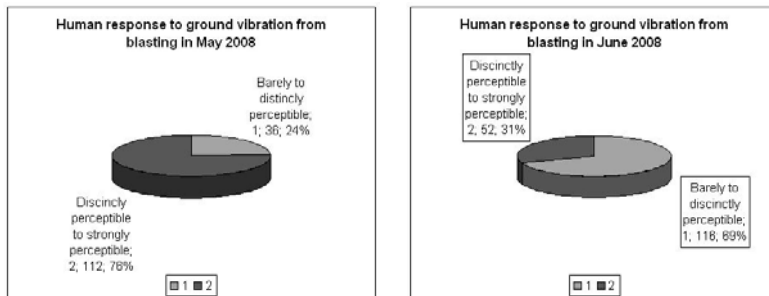 Human response to ground vibration from
blasting in May 2008
Barely to
distincly
perceptible;
1; 36; 24%
Discincly
perceptible
to strongly
perceptible;
2; 112; 76%
1 2
Human response to ground vibration from
blasting in June 2008
Discinctly
perceptible
to strongly
perceptible;
2; 52; 31%
Barely to
discinctly
perceptible;
1; 116; 69%
1 2